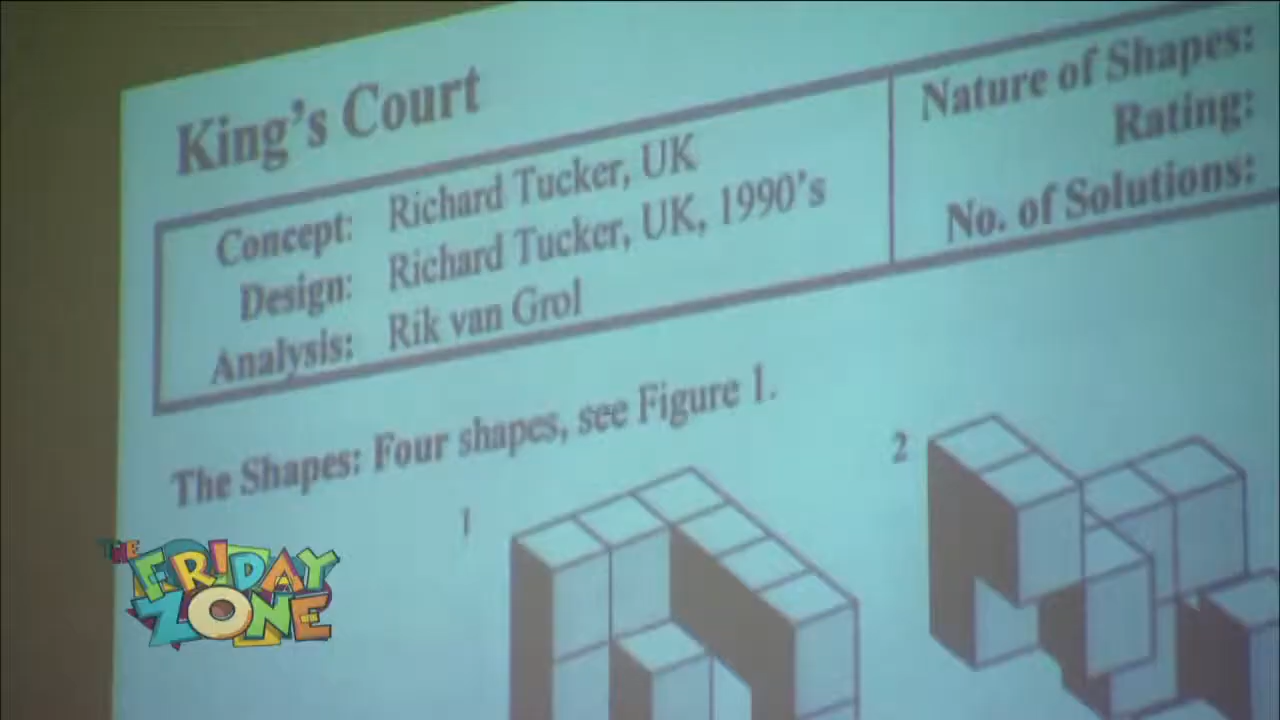 King's Court
Concept: Richard Tucker, UK
Design: Richard Tucker, UK, 1990's
Analysis: Rik van Grol
Nature of Shapes:
Rating:
No. of Solutions:
The Shapes: Four shapes, see Figure 1.
1
2
THE
FRIDAY
ZONE